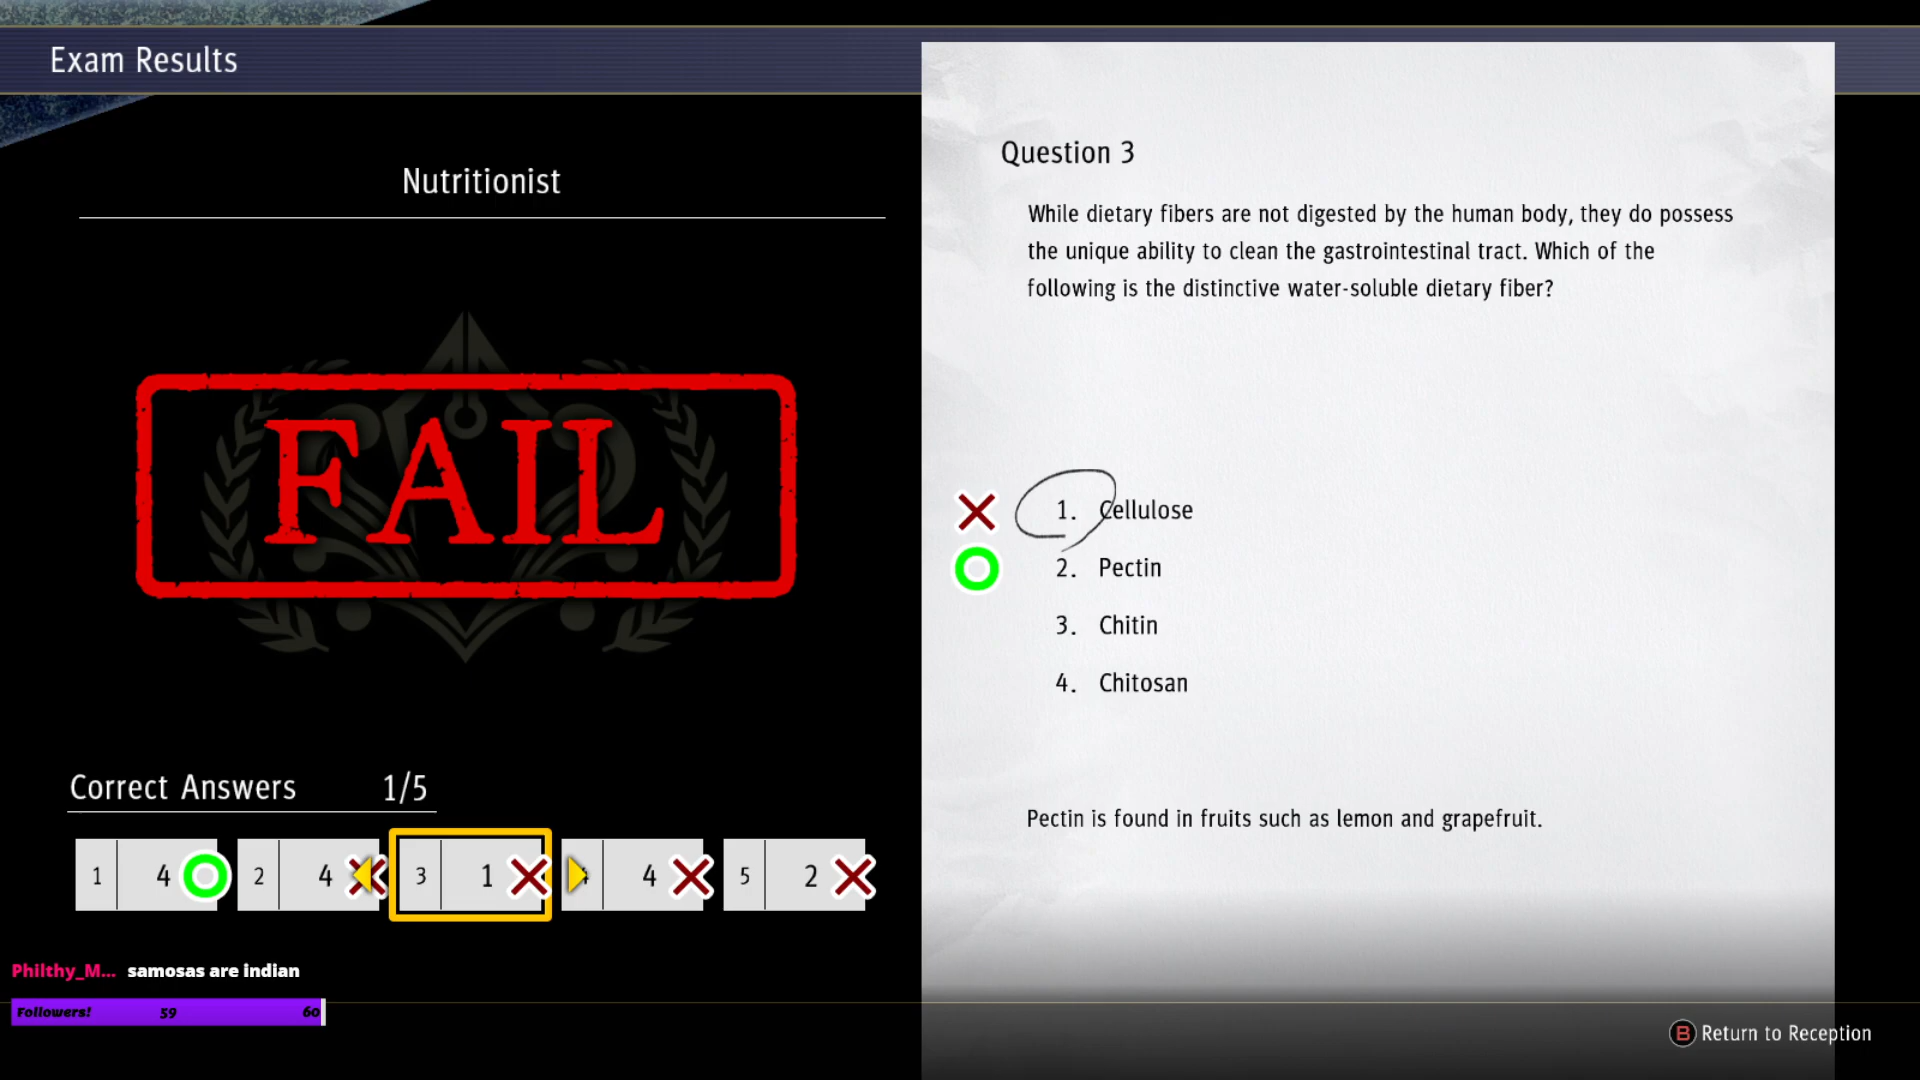 Exam Results
Nutritionist
FAIL
Correct Answers 1/5
1 4 2 4 3 1 4 5 2
Philthy_M... samosas are indian
Followers! 59 60
Question 3
While dietary fibers are not digested by the human body, they do possess
the unique ability to clean the gastrointestinal tract. Which of the
following is the distinctive water-soluble dietary fiber?
1. Cellulose
2. Pectin
3. Chitin
4. Chitosan
Pectin is found in fruits such as lemon and grapefruit.
B Return to Reception